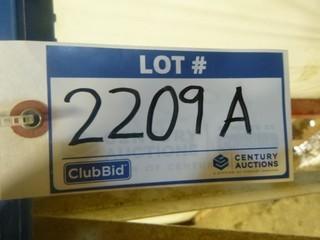 LOT #
2209 A
ClubBid
CENTURY
AUCTIONS